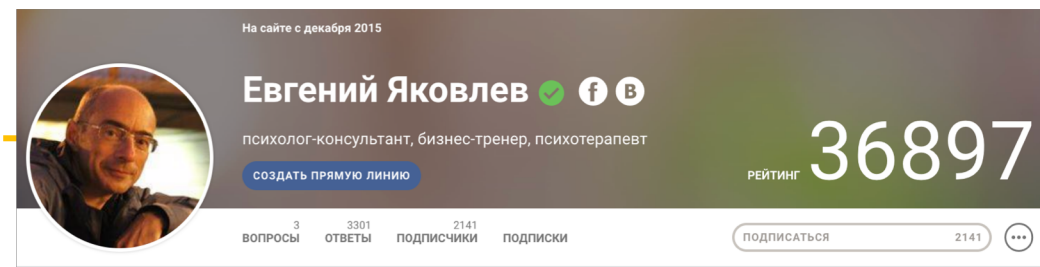 На сайте с декабря 2015
Евгений Яковлев
f B
психолог-консультант, бизнес-тренер, психотерапевт
СОЗДАТЬ ПРЯМУЮ ЛИНИЮ
РЕЙТИНГ 36897
3 3301 2141
ВОПРОСЫ ОТВЕТЫ ПОДПИСЧИКИ ПОДПИСКИ
ПОДПИСАТЬСЯ 2141